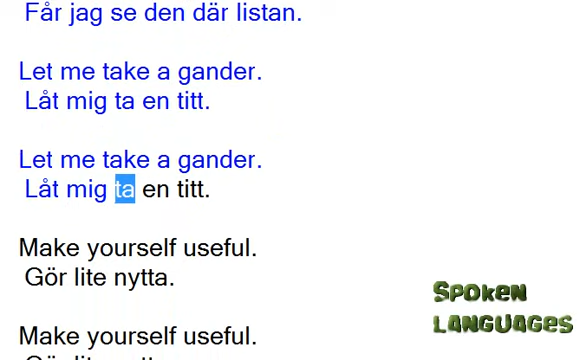 Får jag se den där listan.
Let me take a gander.
Låt mig ta en titt.
Let me take a gander.
Låt mig ta en titt.
Make yourself useful.
Gör lite nytta.
Make yourself useful.
SPOKEN
LANGUAGES